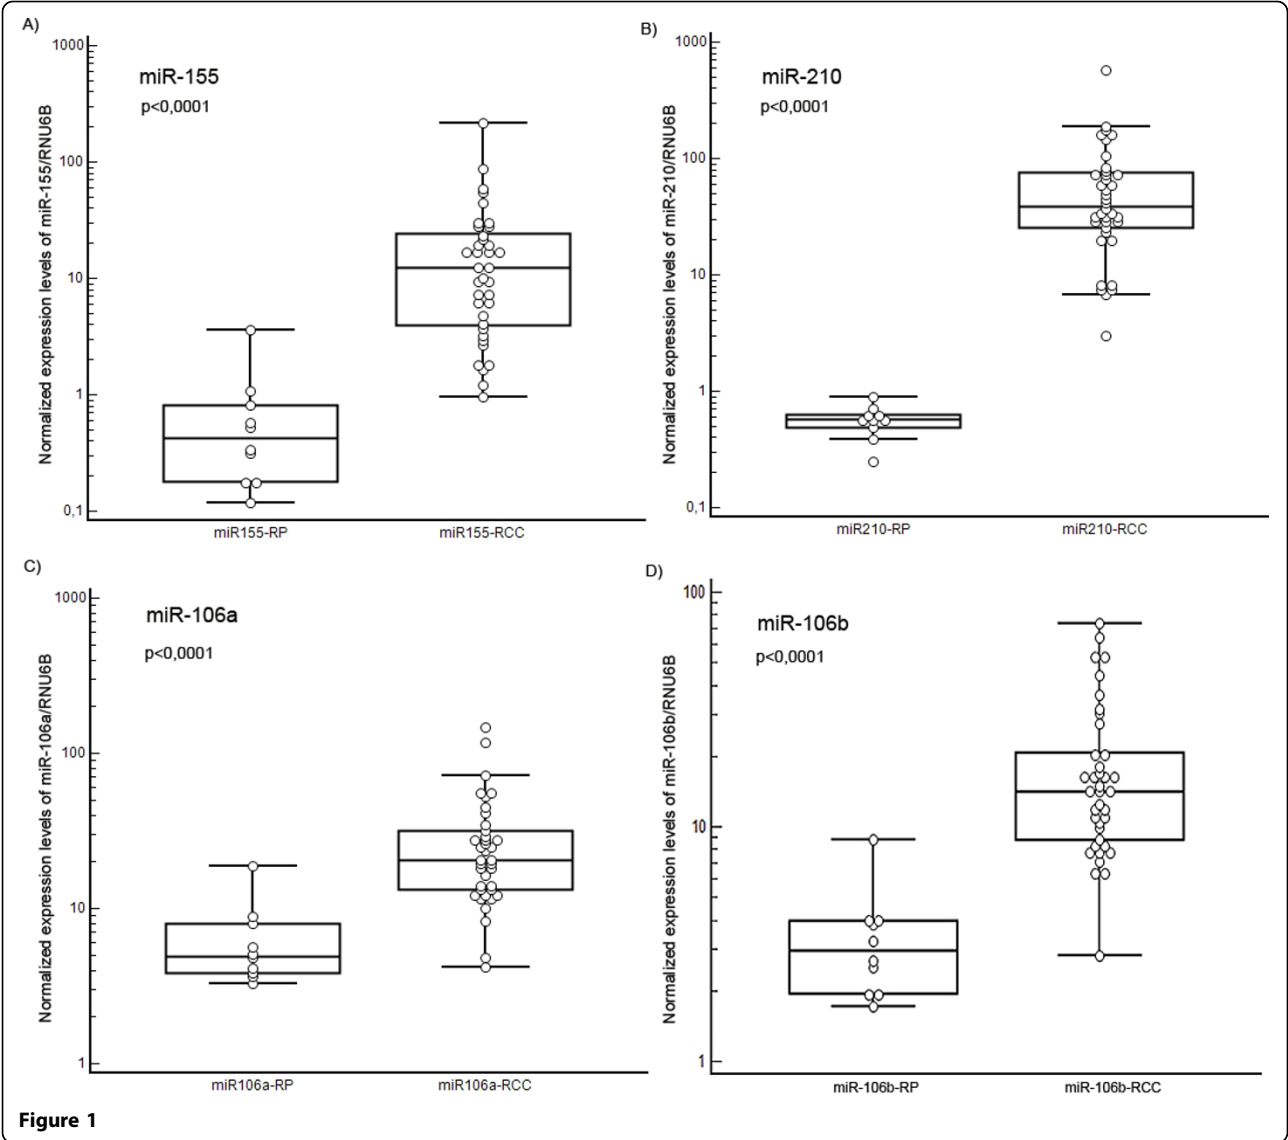 A)
Normalized expression levels of miR-155/RNU6B
1000
100
10
1
0,1
miR-155
p<0,0001
miR155-RP
miR155-RCC
B)
Normalized expression levels of miR-210/RNU6B
1000
100
10
1
0,1
miR-210
p<0,0001
miR210-RP
miR210-RCC
C)
Normalized expression levels of miR-106a/RNU6B
1000
100
10
1
miR-106a
p<0,0001
miR106a-RP
miR106a-RCC
D)
Normalized expression levels of miR-106b/RNU6B
100
10
1
miR-106b
p<0,0001
miR-106b-RP
miR-106b-RCC
Figure 1